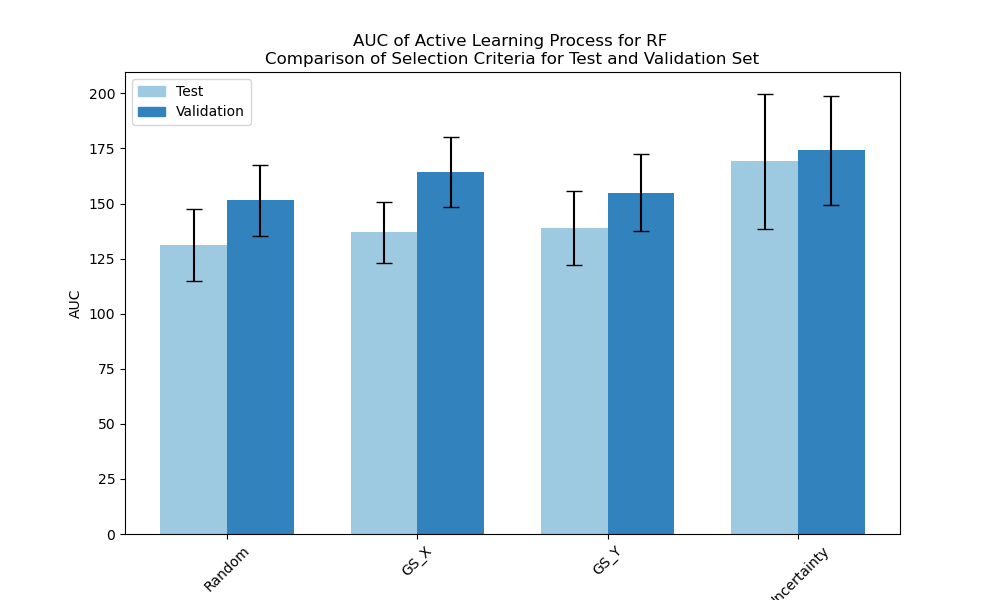 AUC of Active Learning Process for RF
Comparison of Selection Criteria for Test and Validation Set
Test
Validation
200
175
150
125
100
75
50
25
0
AUC
Random
GS_X
GS_Y
Uncertainty